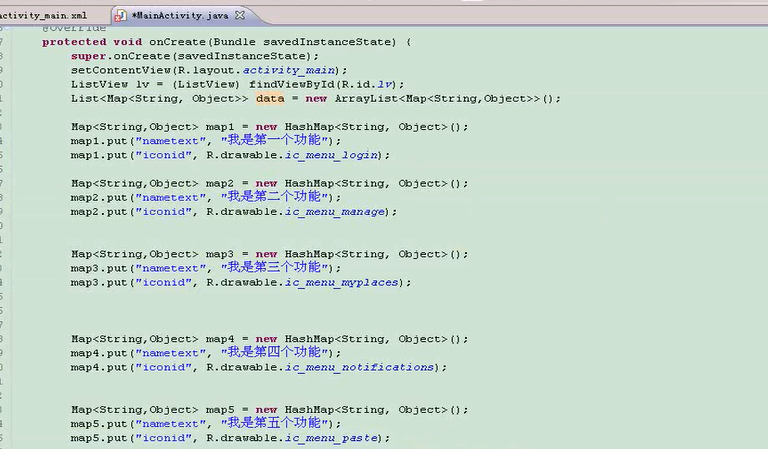 activity_main.xml
*MainActivity.java
@Override
protected void onCreate(Bundle savedInstanceState) {
super.onCreate(savedInstanceState);
setContentView(R.layout.activity_main);
ListView lv = (ListView) findViewById(R.id.lv);
List<Map<String, Object>> data = new ArrayList<Map<String,Object>>();
Map<String,Object> map1 = new HashMap<String, Object>();
map1.put("nametext", "我是第一个功能");
map1.put("iconid", R.drawable.ic_menu_login);
Map<String,Object> map2 = new HashMap<String, Object>();
map2.put("nametext", "我是第二个功能");
map2.put("iconid", R.drawable.ic_menu_manage);
Map<String,Object> map3 = new HashMap<String, Object>();
map3.put("nametext", "我是第三个功能");
map3.put("iconid", R.drawable.ic_menu_myplaces);
Map<String,Object> map4 = new HashMap<String, Object>();
map4.put("nametext", "我是第四个功能");
map4.put("iconid", R.drawable.ic_menu_notifications);
Map<String,Object> map5 = new HashMap<String, Object>();
map5.put("nametext", "我是第五个功能");
map5.put("iconid", R.drawable.ic_menu_paste);